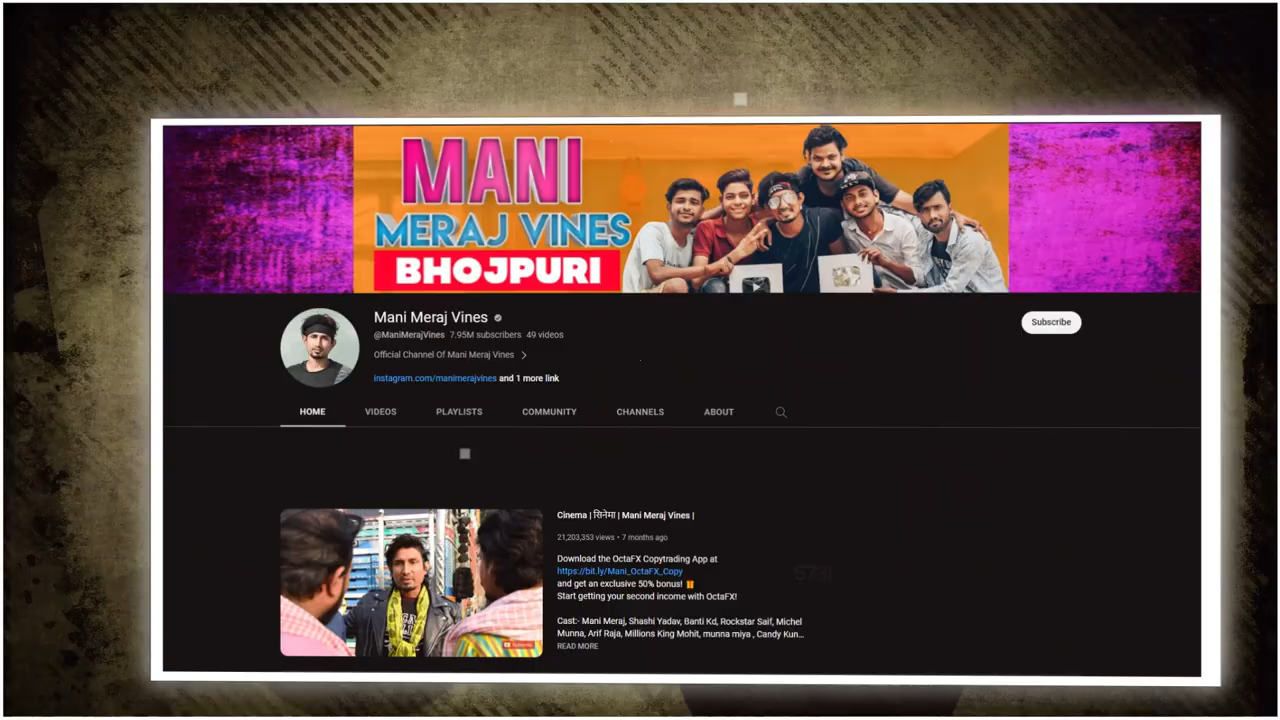 MANI
MERAJ VINES
BHOJPURI
Mani Meraj Vines
@ManiMerajVines 7.95M subscribers 49 videos
Subscribe
Official Channel Of Mani Meraj Vines
instagram.com/manimerajvines and 1 more link
HOME VIDEOS PLAYLISTS COMMUNITY CHANNELS ABOUT
Cinema | सिनेमा | Mani Meraj Vines |
21,203,353 views • 7 months ago
Download the OctaFX Copytrading App at
https://bit.ly/Mani_OctaFX_Copy
and get an exclusive 50% bonus! 🎁
Start getting your second income with OctaFX!
Cast:- Mani Meraj, Shashi Yadav, Banti Kd, Rockstar Saif, Michel
Munna, Arif Raja, Millions King Mohit, munna miya , Candy Kun...
READ MORE